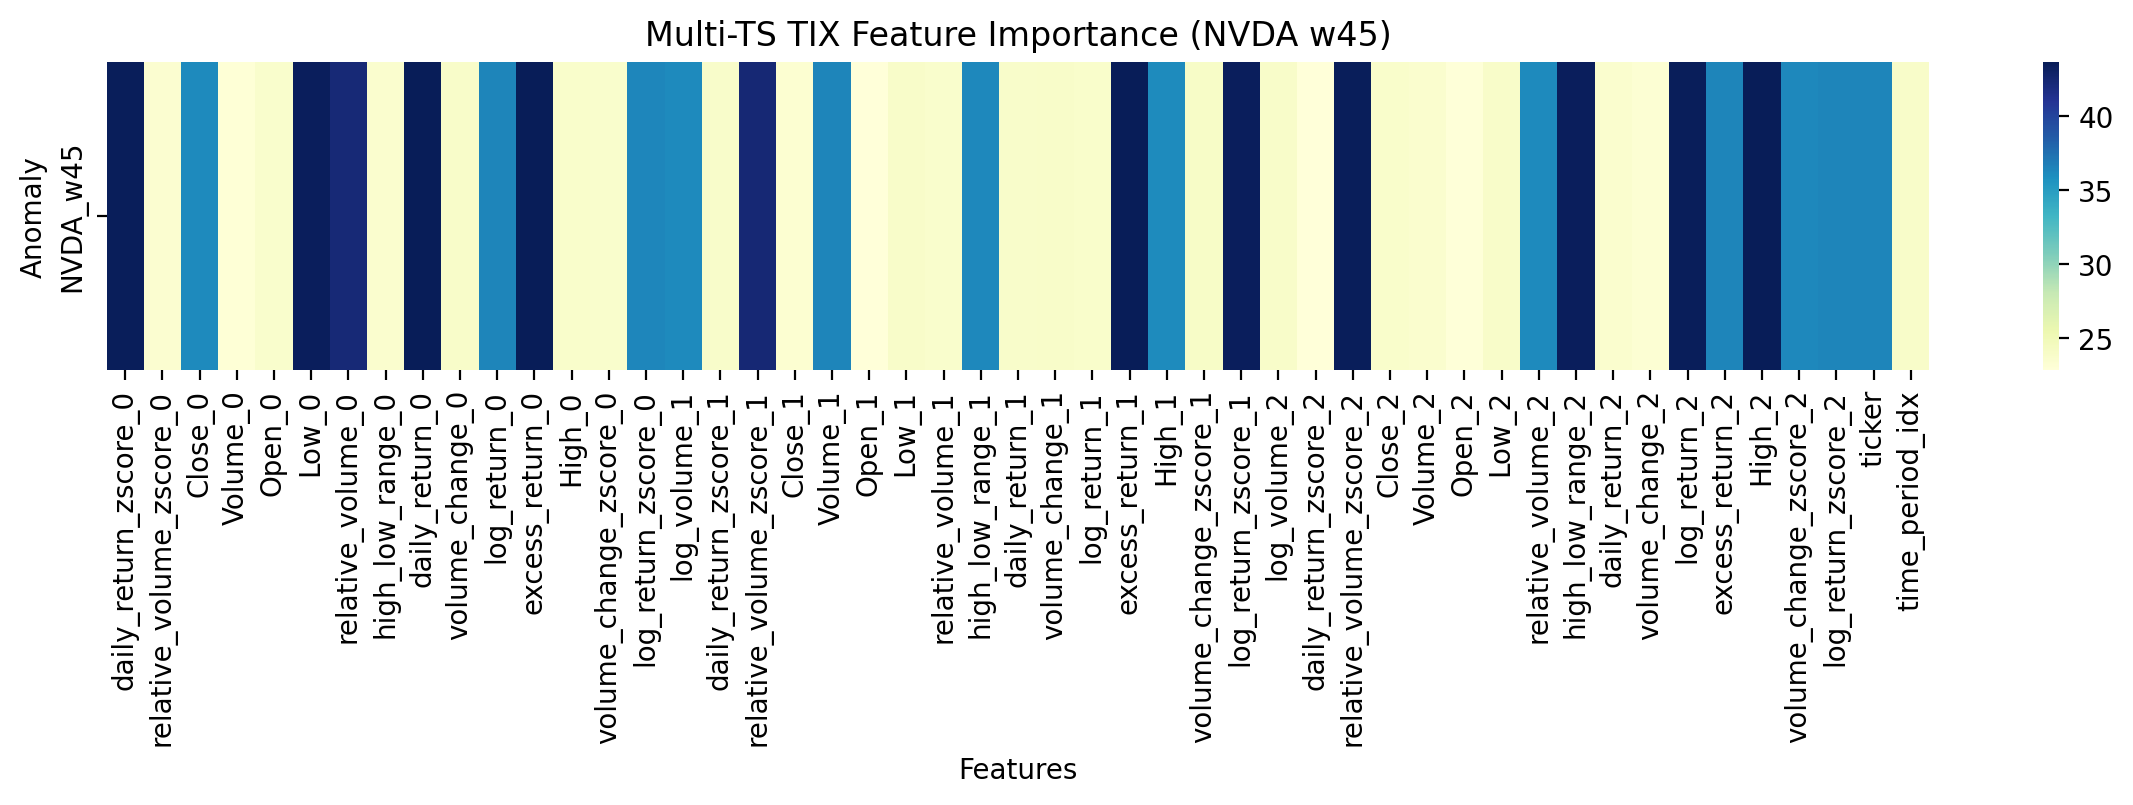 Multi-TS TIX Feature Importance (NVDA w45)
Anomaly
NVDA_w45
40
35
30
25
daily_return_zscore_0
relative_volume_zscore_0
Close_0
Volume_0
Open_0
Low_0
relative_volume_0
high_low_range_0
daily_return_0
volume_change_0
log_return_0
excess_return_0
High_0
volume_change_zscore_0
log_return_zscore_0
log_volume_1
daily_return_zscore_1
relative_volume_zscore_1
Close_1
Volume_1
Open_1
Low_1
relative_volume_1
high_low_range_1
daily_return_1
volume_change_1
log_return_1
excess_return_1
High_1
volume_change_zscore_1
log_return_zscore_1
log_volume_2
daily_return_zscore_2
relative_volume_zscore_2
Close_2
Volume_2
Open_2
Low_2
relative_volume_2
high_low_range_2
daily_return_2
volume_change_2
log_return_2
excess_return_2
High_2
volume_change_zscore_2
log_return_zscore_2
ticker
time_period_idx
Features